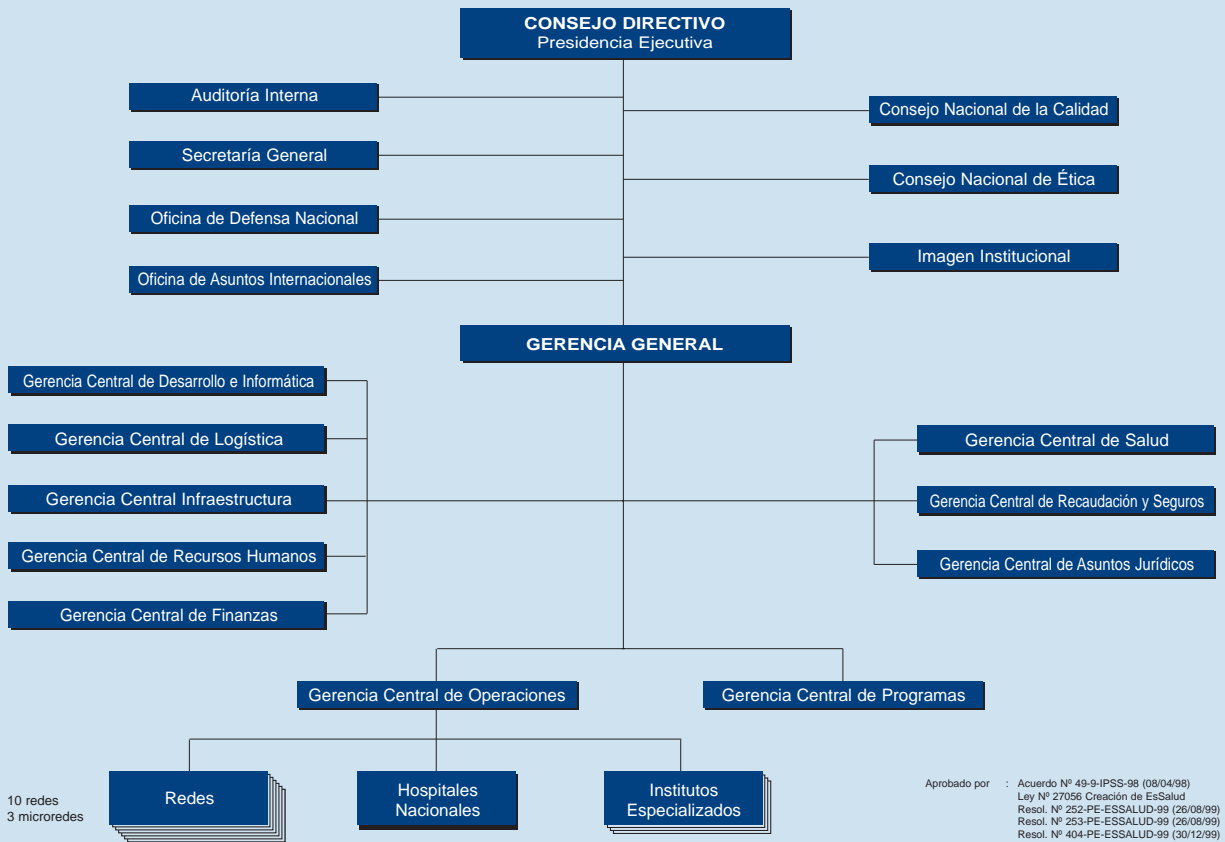 CONSEJO DIRECTIVO
Presidencia Ejecutiva
Auditoría Interna
Consejo Nacional de la Calidad
Secretaría General
Consejo Nacional de Ética
Oficina de Defensa Nacional
Imagen Institucional
Oficina de Asuntos Internacionales
GERENCIA GENERAL
Gerencia Central de Desarrollo e Informática
Gerencia Central de Logística
Gerencia Central Infraestructura
Gerencia Central de Recursos Humanos
Gerencia Central de Finanzas
Gerencia Central de Salud
Gerencia Central de Recaudación y Seguros
Gerencia Central de Asuntos Jurídicos
Gerencia Central de Operaciones
Gerencia Central de Programas
10 redes
3 microredes
Redes
Hospitales
Nacionales
Institutos
Especializados
Aprobado por : Acuerdo Nº 49-9-IPSS-98 (08/04/98)
Ley Nº 27056 Creación de EsSalud
Resol. Nº 252-PE-ESSALUD-99 (26/08/99)
Resol. Nº 253-PE-ESSALUD-99 (26/08/99)
Resol. Nº 404-PE-ESSALUD-99 (30/12/99)